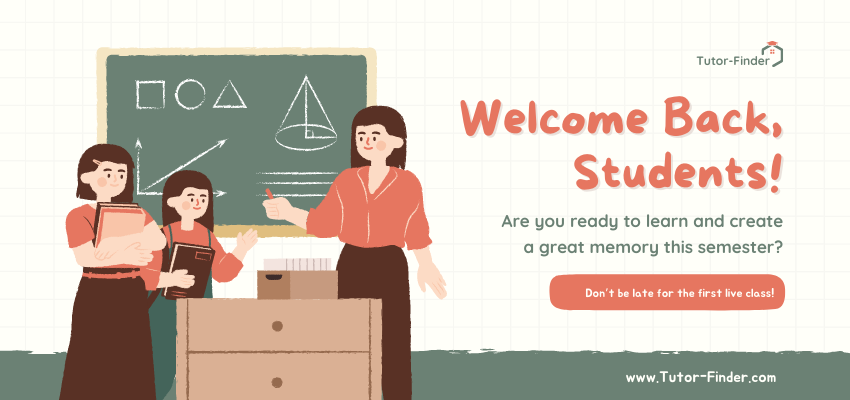 Tutor-Finder
Welcome Back,
Students!
Are you ready to learn and create
a great memory this semester?
Don't be late for the first live class!
www.Tutor-Finder.com